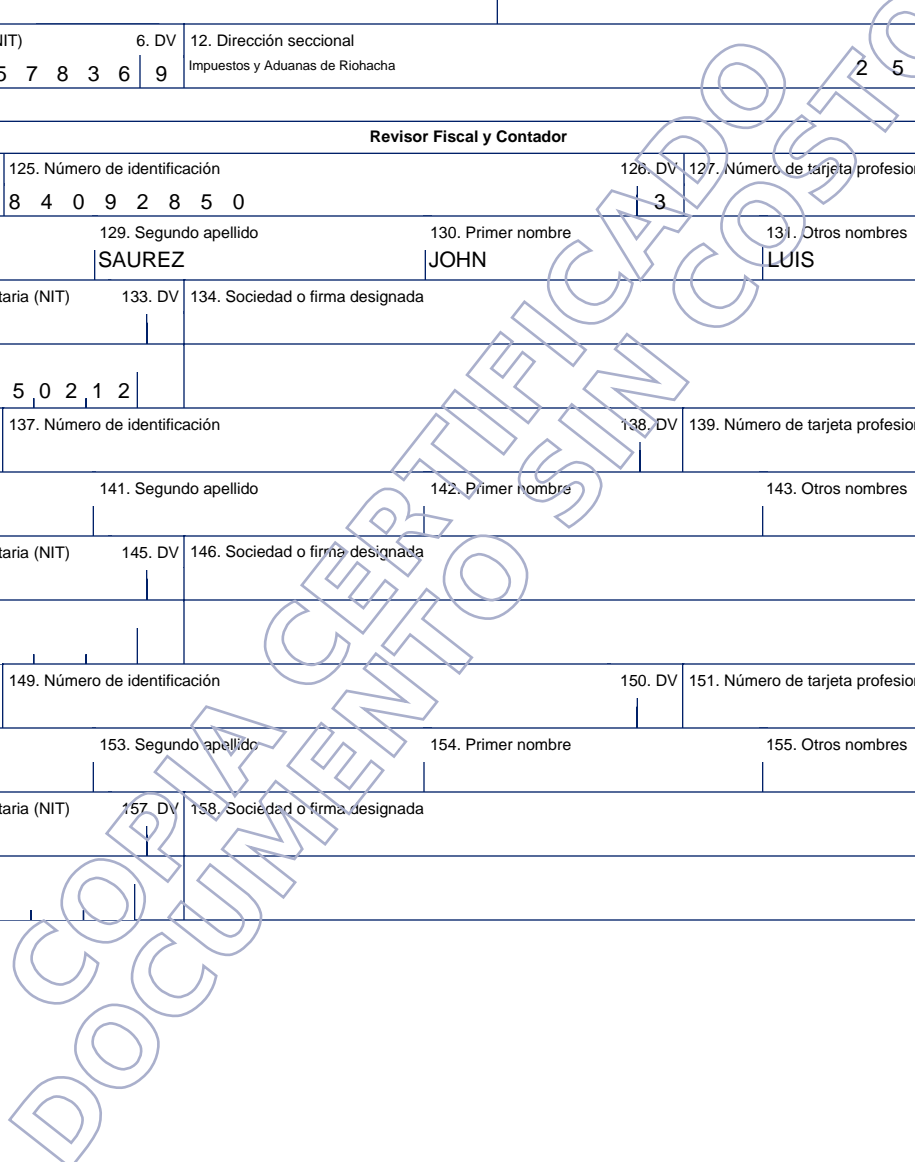 NIT) 6. DV 12. Dirección seccional
5 7 8 3 6 9 Impuestos y Aduanas de Riohacha 2 5
Revisor Fiscal y Contador
125. Número de identificación 126. DV 127. Número de tarjeta profesion
8 4 0 9 2 8 5 0 3
129. Segundo apellido 130. Primer nombre 131. Otros nombres
SAUREZ JOHN LUIS
taria (NIT) 133. DV 134. Sociedad o firma designada
5 0 2 1 2
137. Número de identificación 138. DV 139. Número de tarjeta profesion
141. Segundo apellido 142. Primer nombre 143. Otros nombres
taria (NIT) 145. DV 146. Sociedad o firma designada
149. Número de identificación 150. DV 151. Número de tarjeta profesion
153. Segundo apellido 154. Primer nombre 155. Otros nombres
taria (NIT) 157. DV 158. Sociedad o firma designada
COPIA CERTIFICADO
DOCUMENTO SIN COSTO